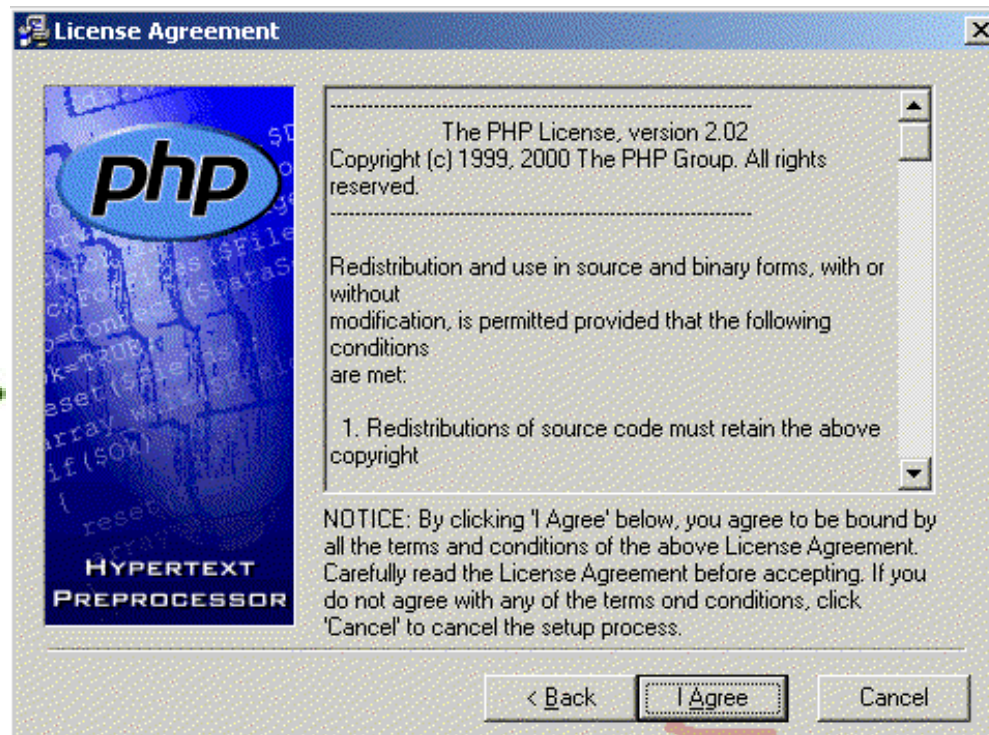 License Agreement
php
HYPERTEXT
PREPROCESSOR
------------------------------------------------------------------------
The PHP License, version 2.02
Copyright (c) 1999, 2000 The PHP Group. All rights
reserved.
------------------------------------------------------------------------
Redistribution and use in source and binary forms, with or
without
modification, is permitted provided that the following
conditions
are met:
1. Redistributions of source code must retain the above
copyright
NOTICE: By clicking 'I Agree' below, you agree to be bound by
all the terms and conditions of the above License Agreement.
Carefully read the License Agreement before accepting. If you
do not agree with any of the terms ond conditions, click
'Cancel' to cancel the setup process.
< Back
I Agree
Cancel